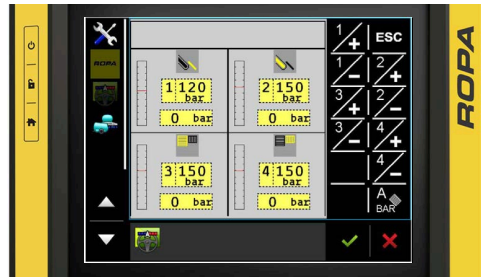 ROPA
1 120
bar
0 bar
2 150
bar
0 bar
3 150
bar
0 bar
4 150
bar
0 bar
1/+
ESC
1/-
2/+
3/+
2/-
3/-
4/+
4/-
A
BAR
ROPA